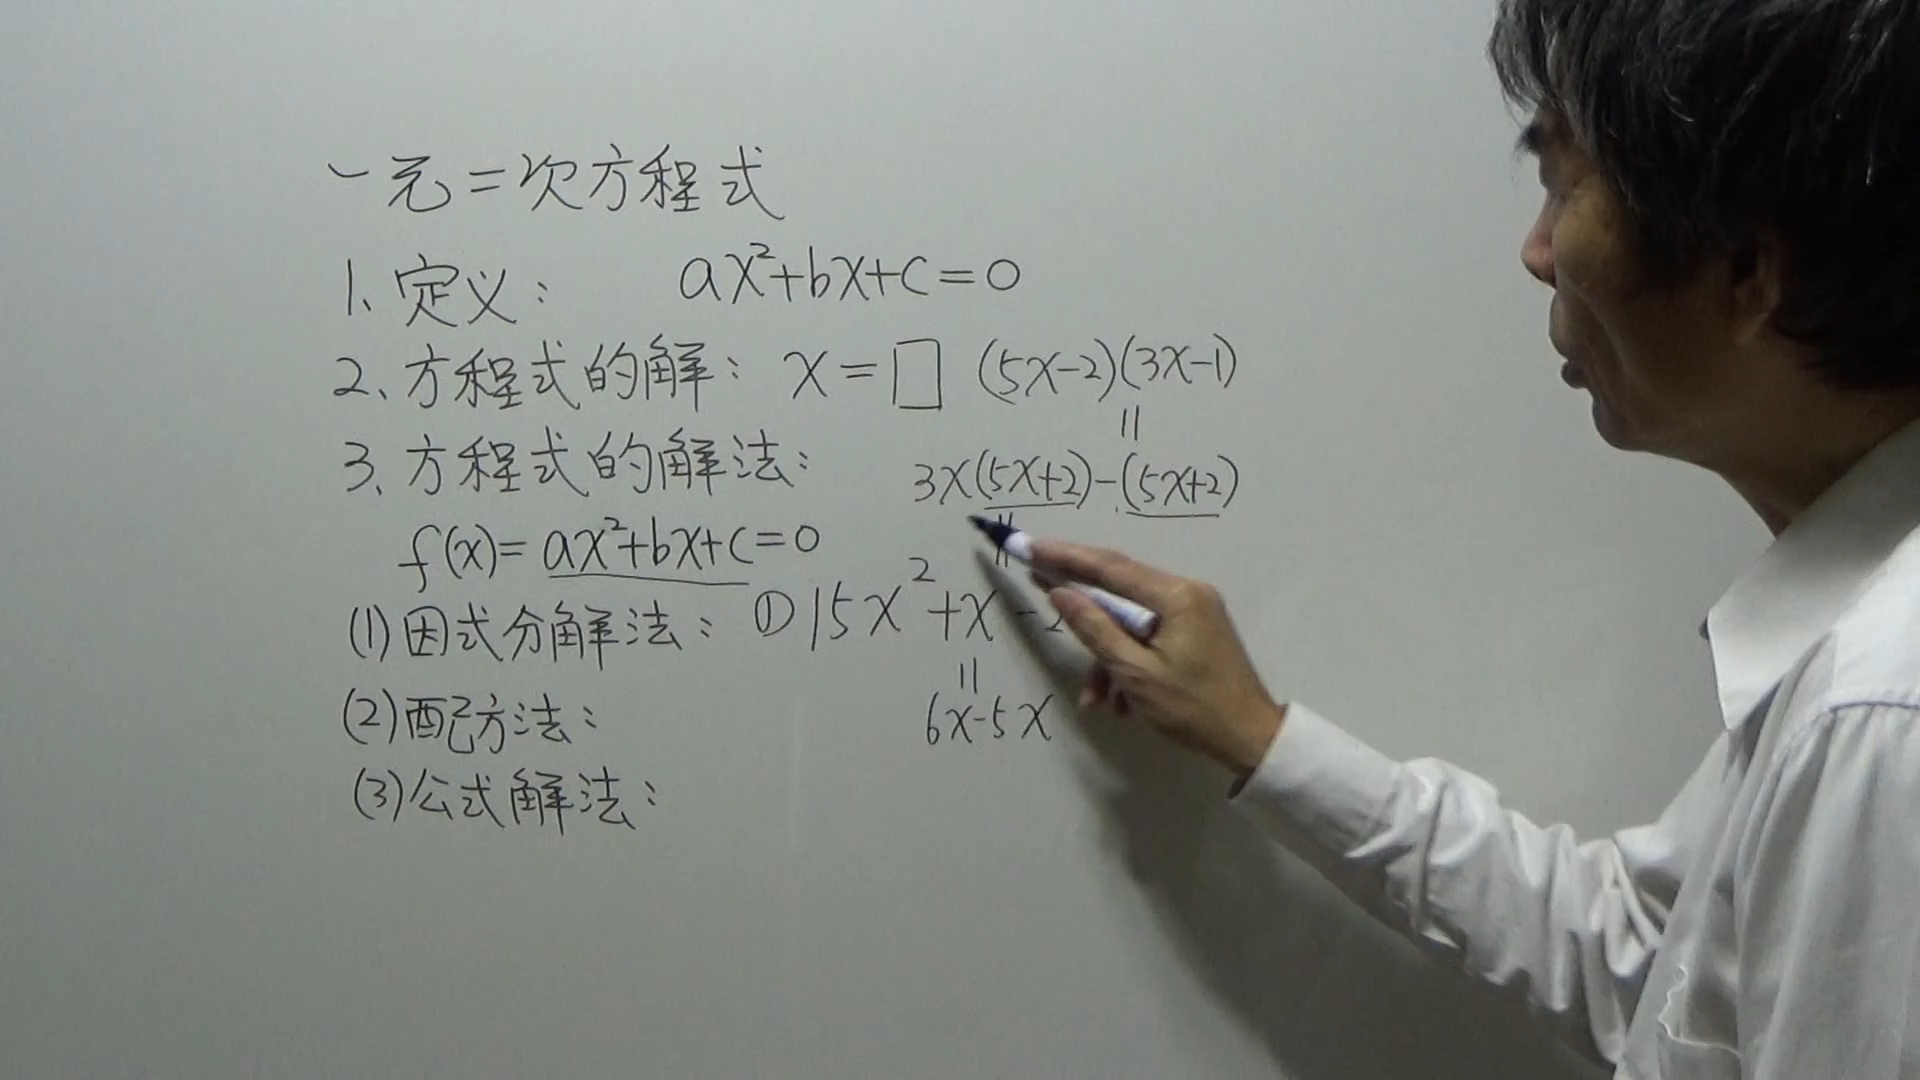 一元二次方程式
1、定义： ax²+bx+c=0
2、方程式的解：x=□ (5x-2)(3x-1)
=
3、方程式的解法： 3x(5x+2)-(5x+2)
=
f(x)=ax²+bx+c=0
(1)因式分解法：①15x²+x-2
=
(2)配方法： 6x-5x
(3)公式解法：